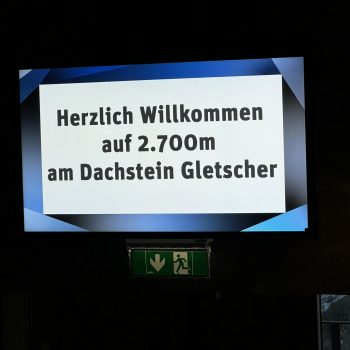 Herzlich Willkommen
auf 2.700m
am Dachstein Gletscher